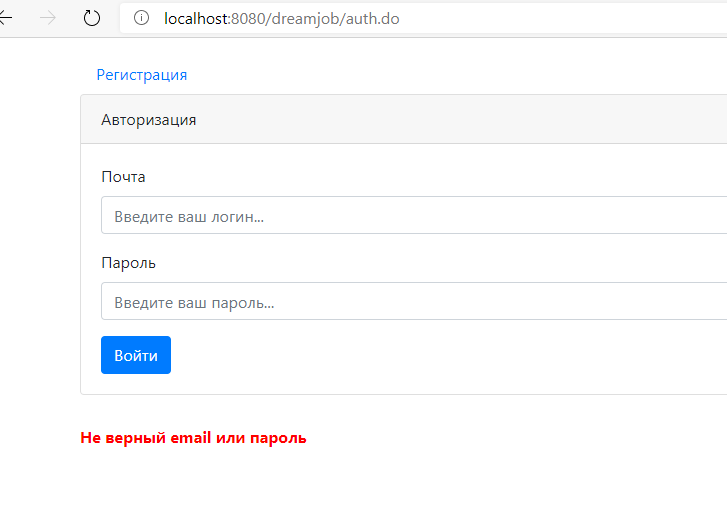 localhost:8080/dreamjob/auth.do
Регистрация
Авторизация
Почта
Введите ваш логин...
Пароль
Введите ваш пароль...
Войти
Не верный email или пароль